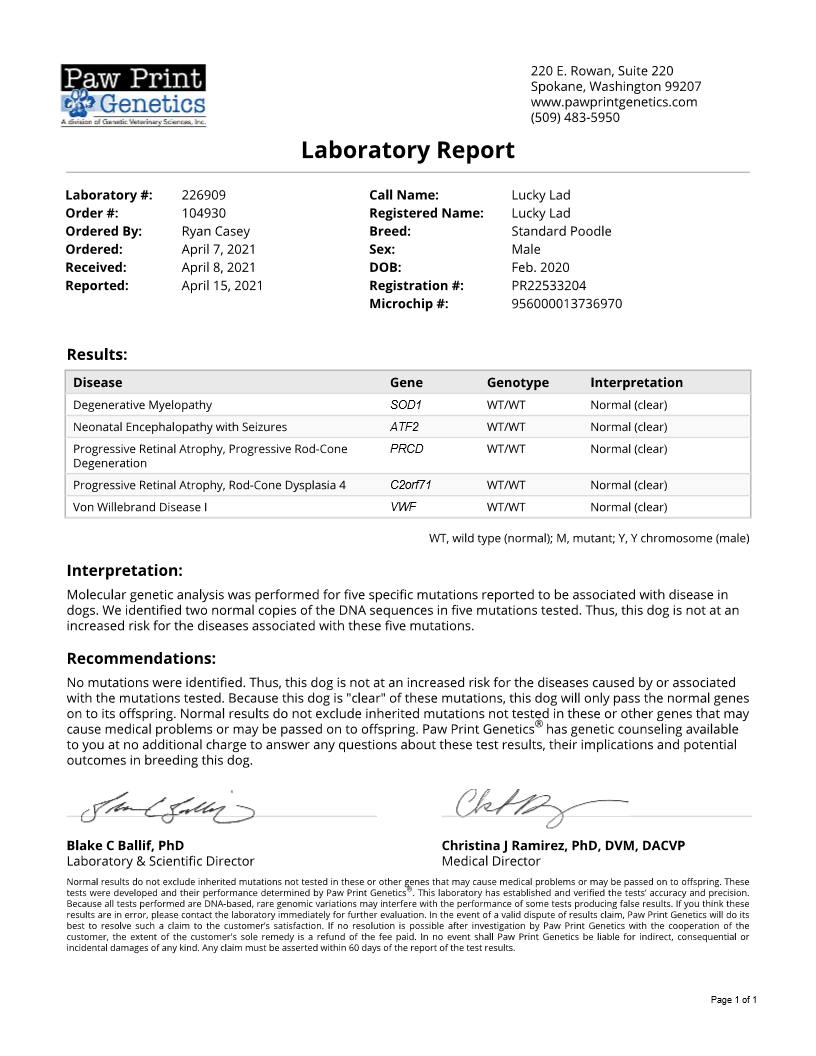 Paw Print
Genetics
A division of Genetic Veterinary Sciences, Inc.
220 E. Rowan, Suite 220
Spokane, Washington 99207
www.pawprintgenetics.com
(509) 483-5950
Laboratory Report
Laboratory #: 226909
Order #: 104930
Ordered By: Ryan Casey
Ordered: April 7, 2021
Received: April 8, 2021
Reported: April 15, 2021
Call Name: Lucky Lad
Registered Name: Lucky Lad
Breed: Standard Poodle
Sex: Male
DOB: Feb. 2020
Registration #: PR22533204
Microchip #: 956000013736970
Results:
Disease Gene Genotype Interpretation
Degenerative Myelopathy SOD1 WT/WT Normal (clear)
Neonatal Encephalopathy with Seizures ATF2 WT/WT Normal (clear)
Progressive Retinal Atrophy, Progressive Rod-Cone PRCD WT/WT Normal (clear)
Degeneration
Progressive Retinal Atrophy, Rod-Cone Dysplasia 4 C2orf71 WT/WT Normal (clear)
Von Willebrand Disease I VWF WT/WT Normal (clear)
WT, wild type (normal); M, mutant; Y, Y chromosome (male)
Interpretation:
Molecular genetic analysis was performed for five specific mutations reported to be associated with disease in
dogs. We identified two normal copies of the DNA sequences in five mutations tested. Thus, this dog is not at an
increased risk for the diseases associated with these five mutations.
Recommendations:
No mutations were identified. Thus, this dog is not at an increased risk for the diseases caused by or associated
with the mutations tested. Because this dog is "clear" of these mutations, this dog will only pass the normal genes
on to its offspring. Normal results do not exclude inherited mutations not tested in these or other genes that may
cause medical problems or may be passed on to offspring. Paw Print Genetics® has genetic counseling available
to you at no additional charge to answer any questions about these test results, their implications and potential
outcomes in breeding this dog.
Blake C Ballif, PhD
Laboratory & Scientific Director
Christina J Ramirez, PhD, DVM, DACVP
Medical Director
Normal results do not exclude inherited mutations not tested in these or other genes that may cause medical problems or may be passed on to offspring. These
tests were developed and their performance determined by Paw Print Genetics®. This laboratory has established and verified the tests' accuracy and precision.
Because all tests performed are DNA-based, rare genomic variations may interfere with the performance of some tests producing false results. If you think these
results are in error, please contact the laboratory immediately for further evaluation. In the event of a valid dispute of results claim, Paw Print Genetics will do its
best to resolve such a claim to the customer's satisfaction. If no resolution is possible after investigation by Paw Print Genetics with the cooperation of the
customer, the extent of the customer's sole remedy is a refund of the fee paid. In no event shall Paw Print Genetics be liable for indirect, consequential or
incidental damages of any kind. Any claim must be asserted within 60 days of the report of the test results.
Page 1 of 1